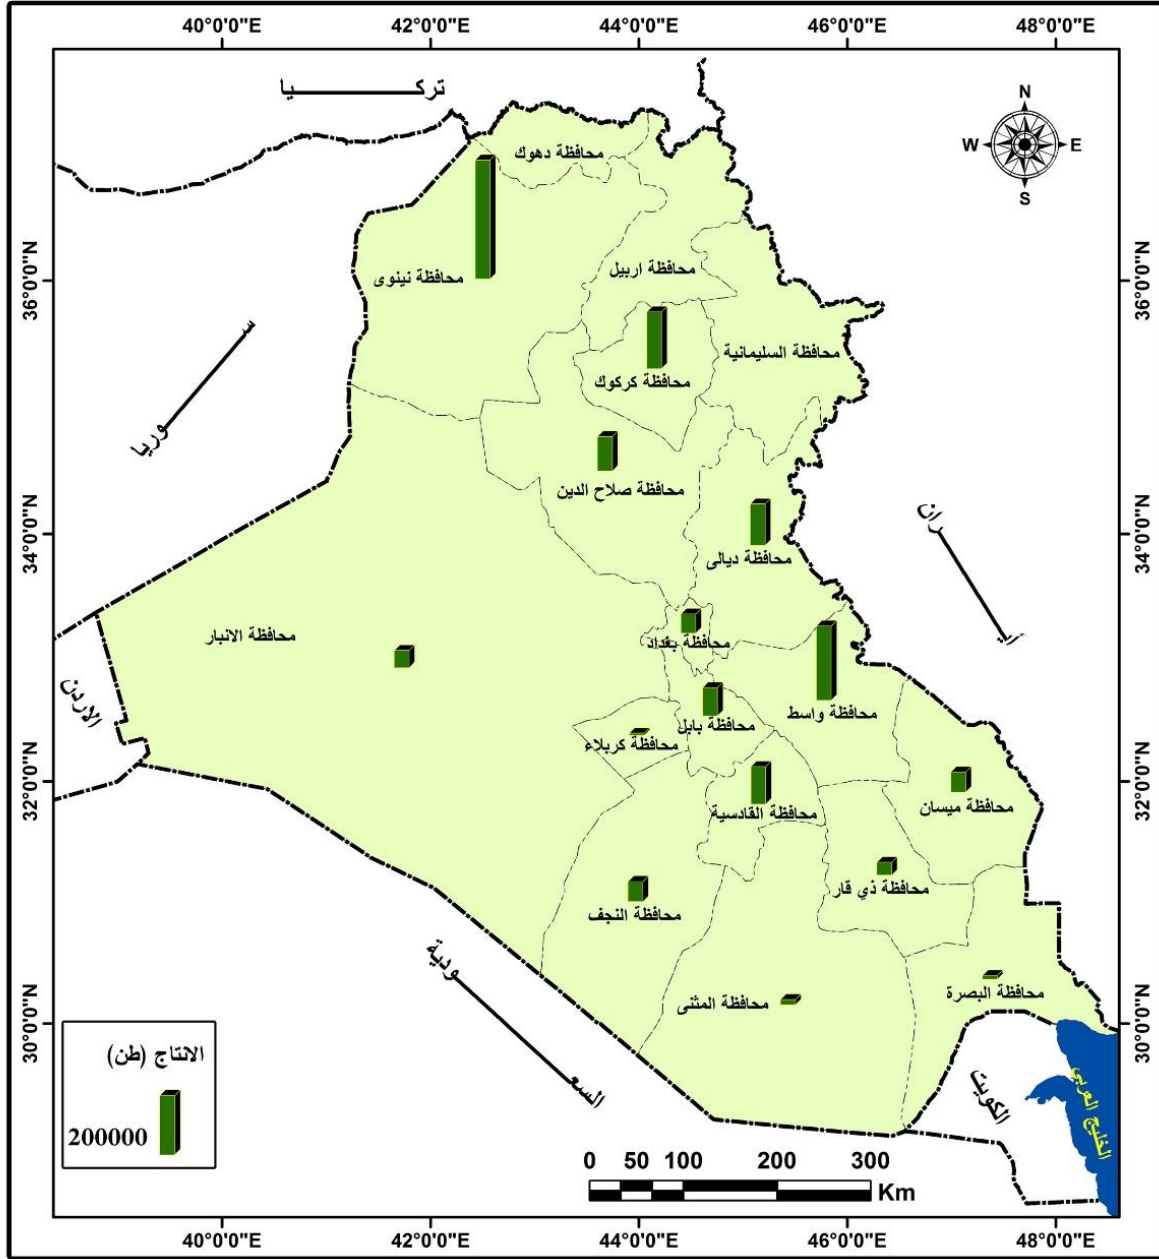 40°0'0"E 42°0'0"E 44°0'0"E 46°0'0"E 48°0'0"E
تركــــــيا
N
W E
S
محافظة دهوك
محافظة اربيل
محافظة نينوى
36°0'0"N 36°0'0"N
محافظة السليمانية
محافظة كركوك
ســـــوريا
محافظة صلاح الدين
ايـــــران
34°0'0"N 34°0'0"N
محافظة ديالى
محافظة الانبار
محافظة بغداد
الاردن
محافظة واسط
محافظة بابل
محافظة كربلاء
32°0'0"N 32°0'0"N
محافظة ميسان
محافظة القادسية
محافظة ذي قار
محافظة النجف
الســعــــودية
محافظة البصرة
محافظة المثنى
30°0'0"N 30°0'0"N
الكويت
الخليج العربي
الانتاج (طن)
200000
0 50 100 200 300
Km
40°0'0"E 42°0'0"E 44°0'0"E 46°0'0"E 48°0'0"E